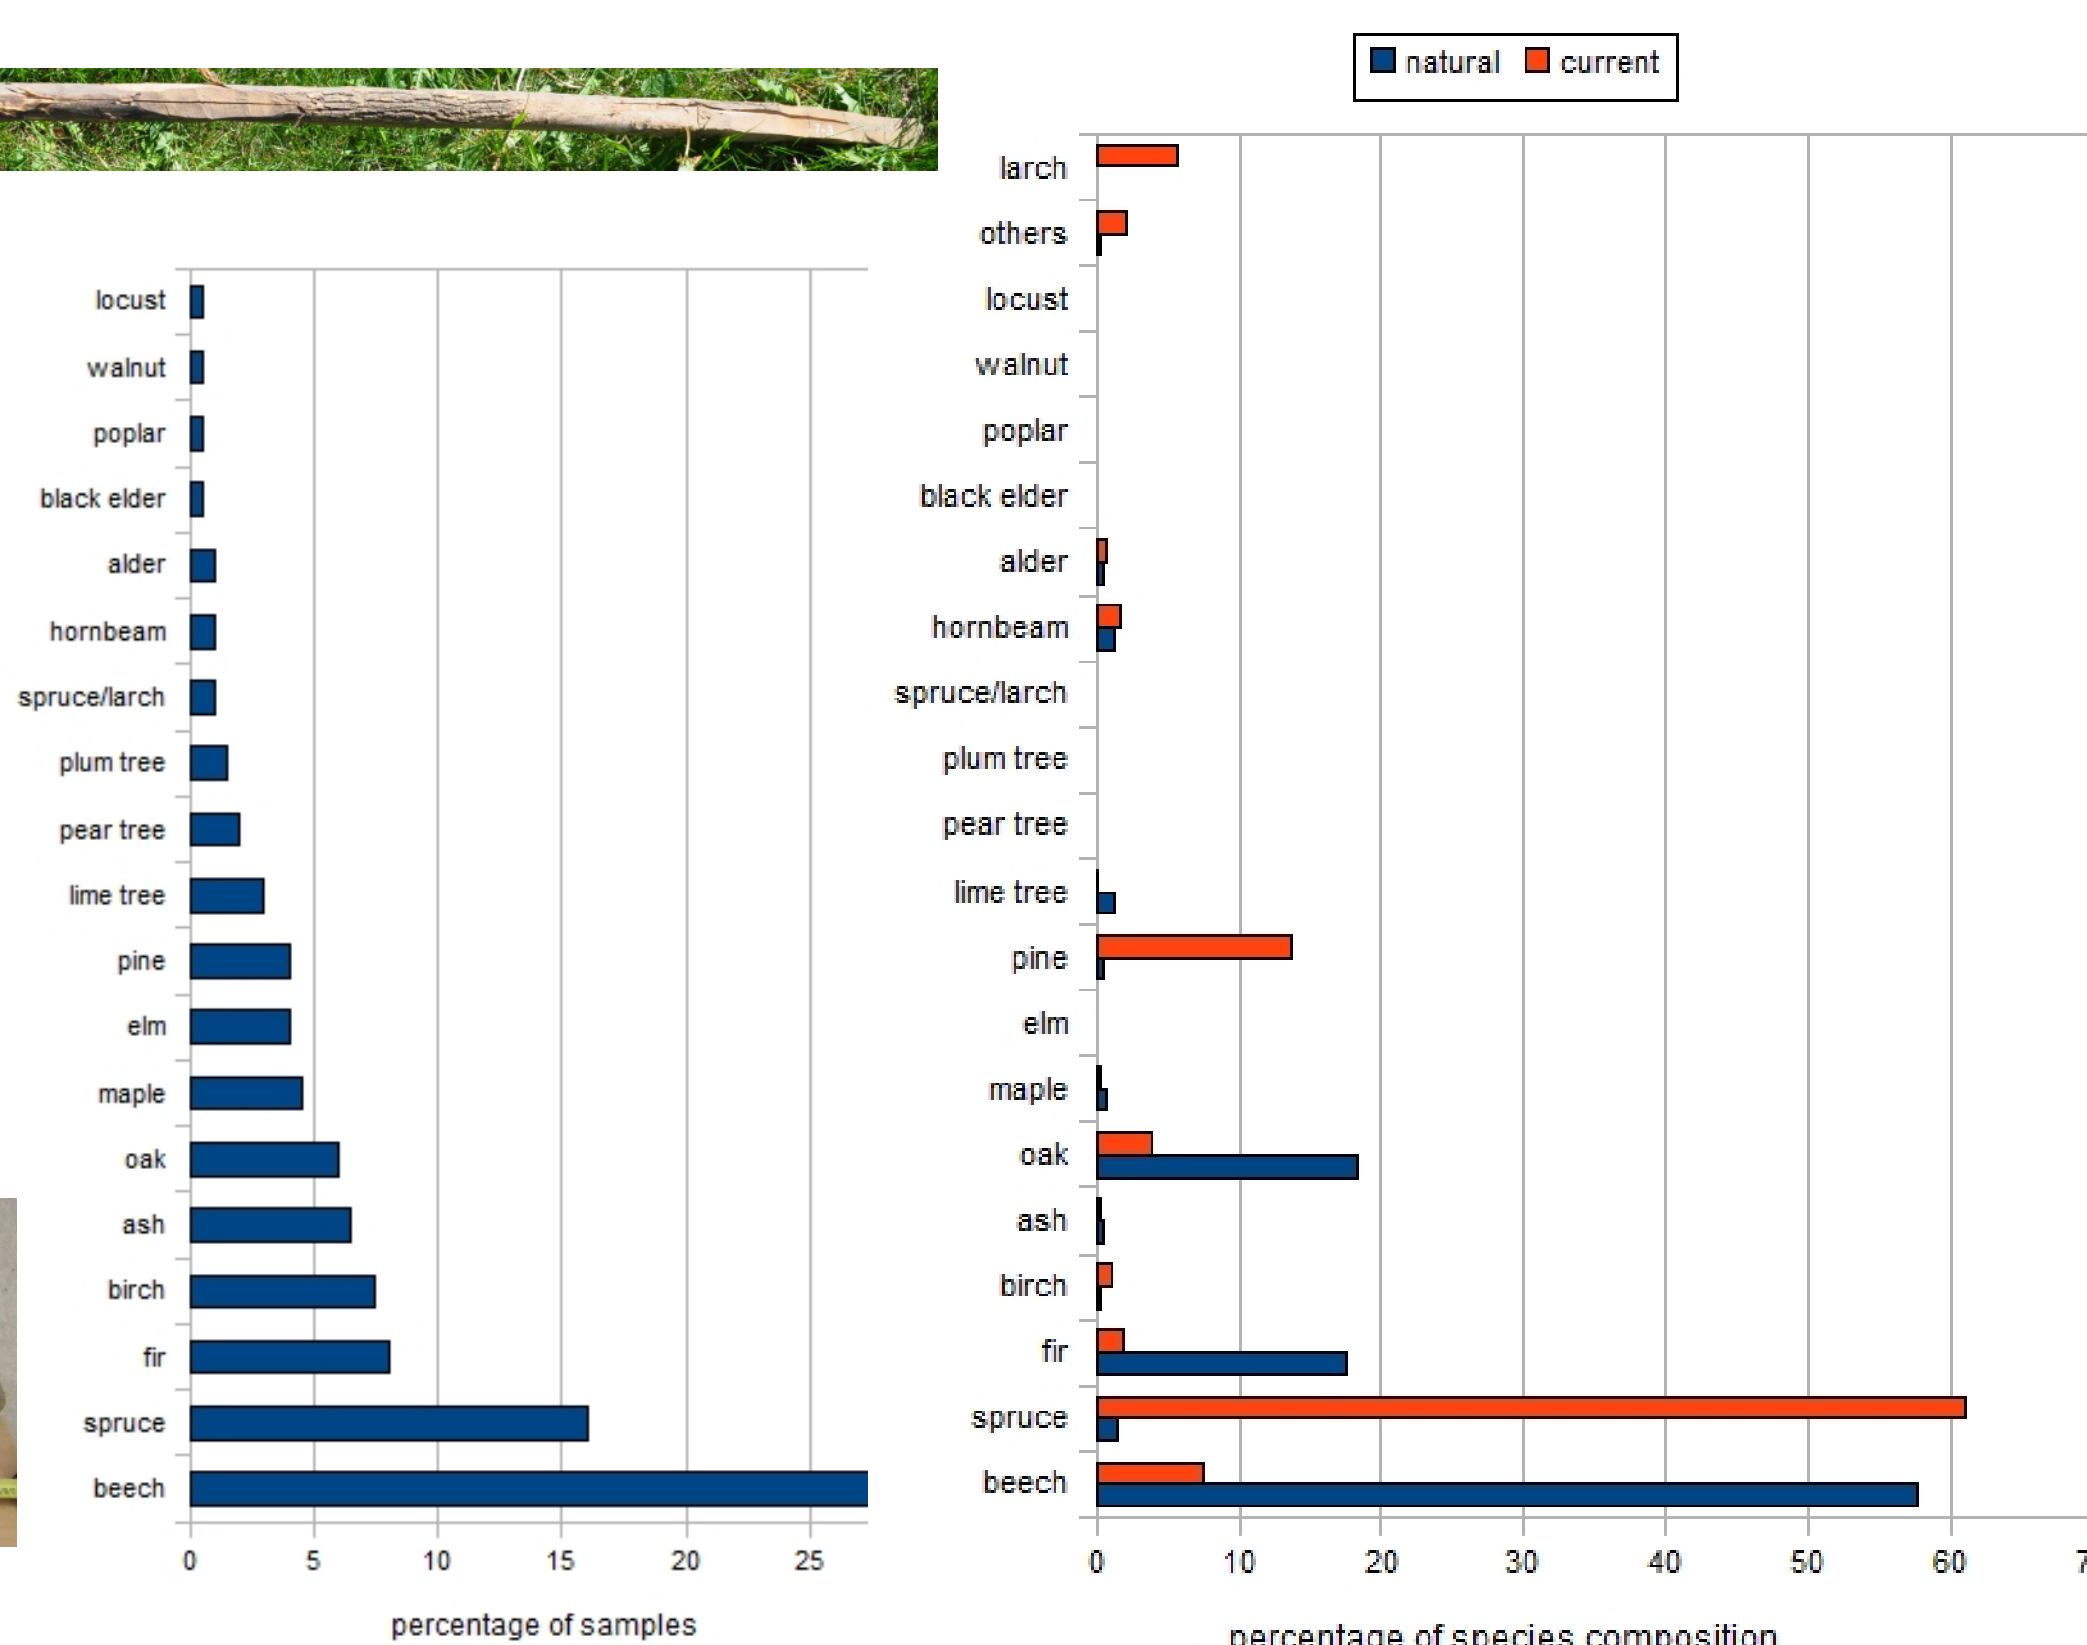 natural current
locust
walnut
poplar
black elder
alder
hornbeam
spruce/larch
plum tree
pear tree
lime tree
pine
elm
maple
oak
ash
birch
fir
spruce
beech
0 5 10 15 20 25
percentage of samples
larch
others
locust
walnut
poplar
black elder
alder
hornbeam
spruce/larch
plum tree
pear tree
lime tree
pine
elm
maple
oak
ash
birch
fir
spruce
beech
0 10 20 30 40 50 60
percentage of species composition